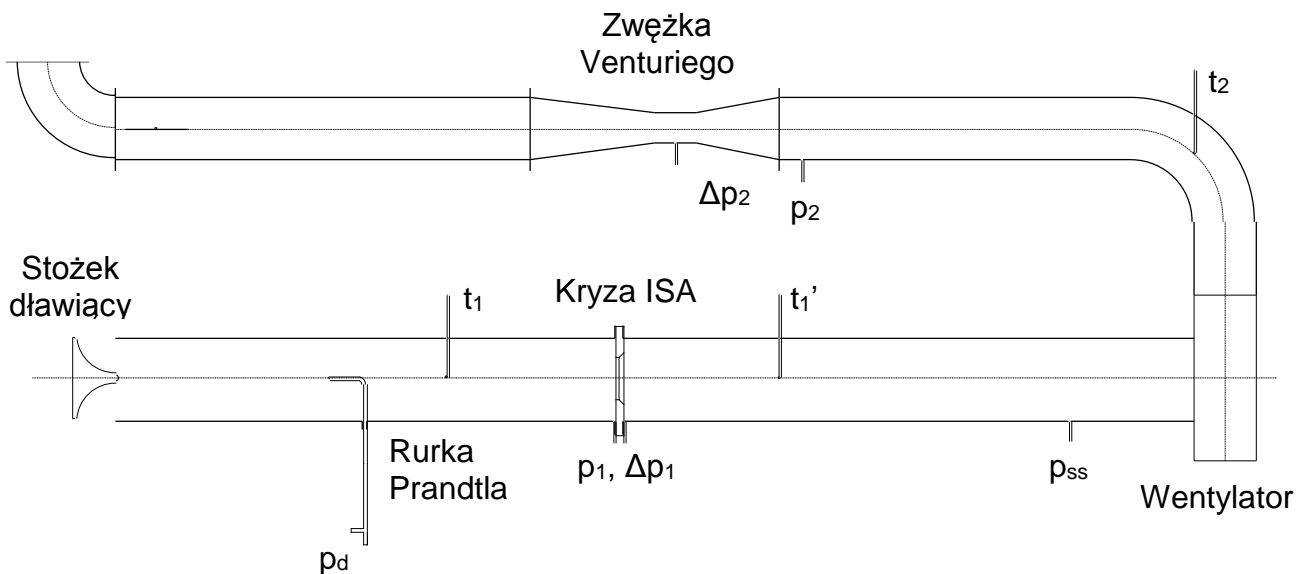 Zwężka
Venturiego
t2
Δp2
p2
Stożek
dławiący
t1
Kryza ISA
t1’
Rurka
Prandtla
p1, Δp1
pss
Wentylator
pd